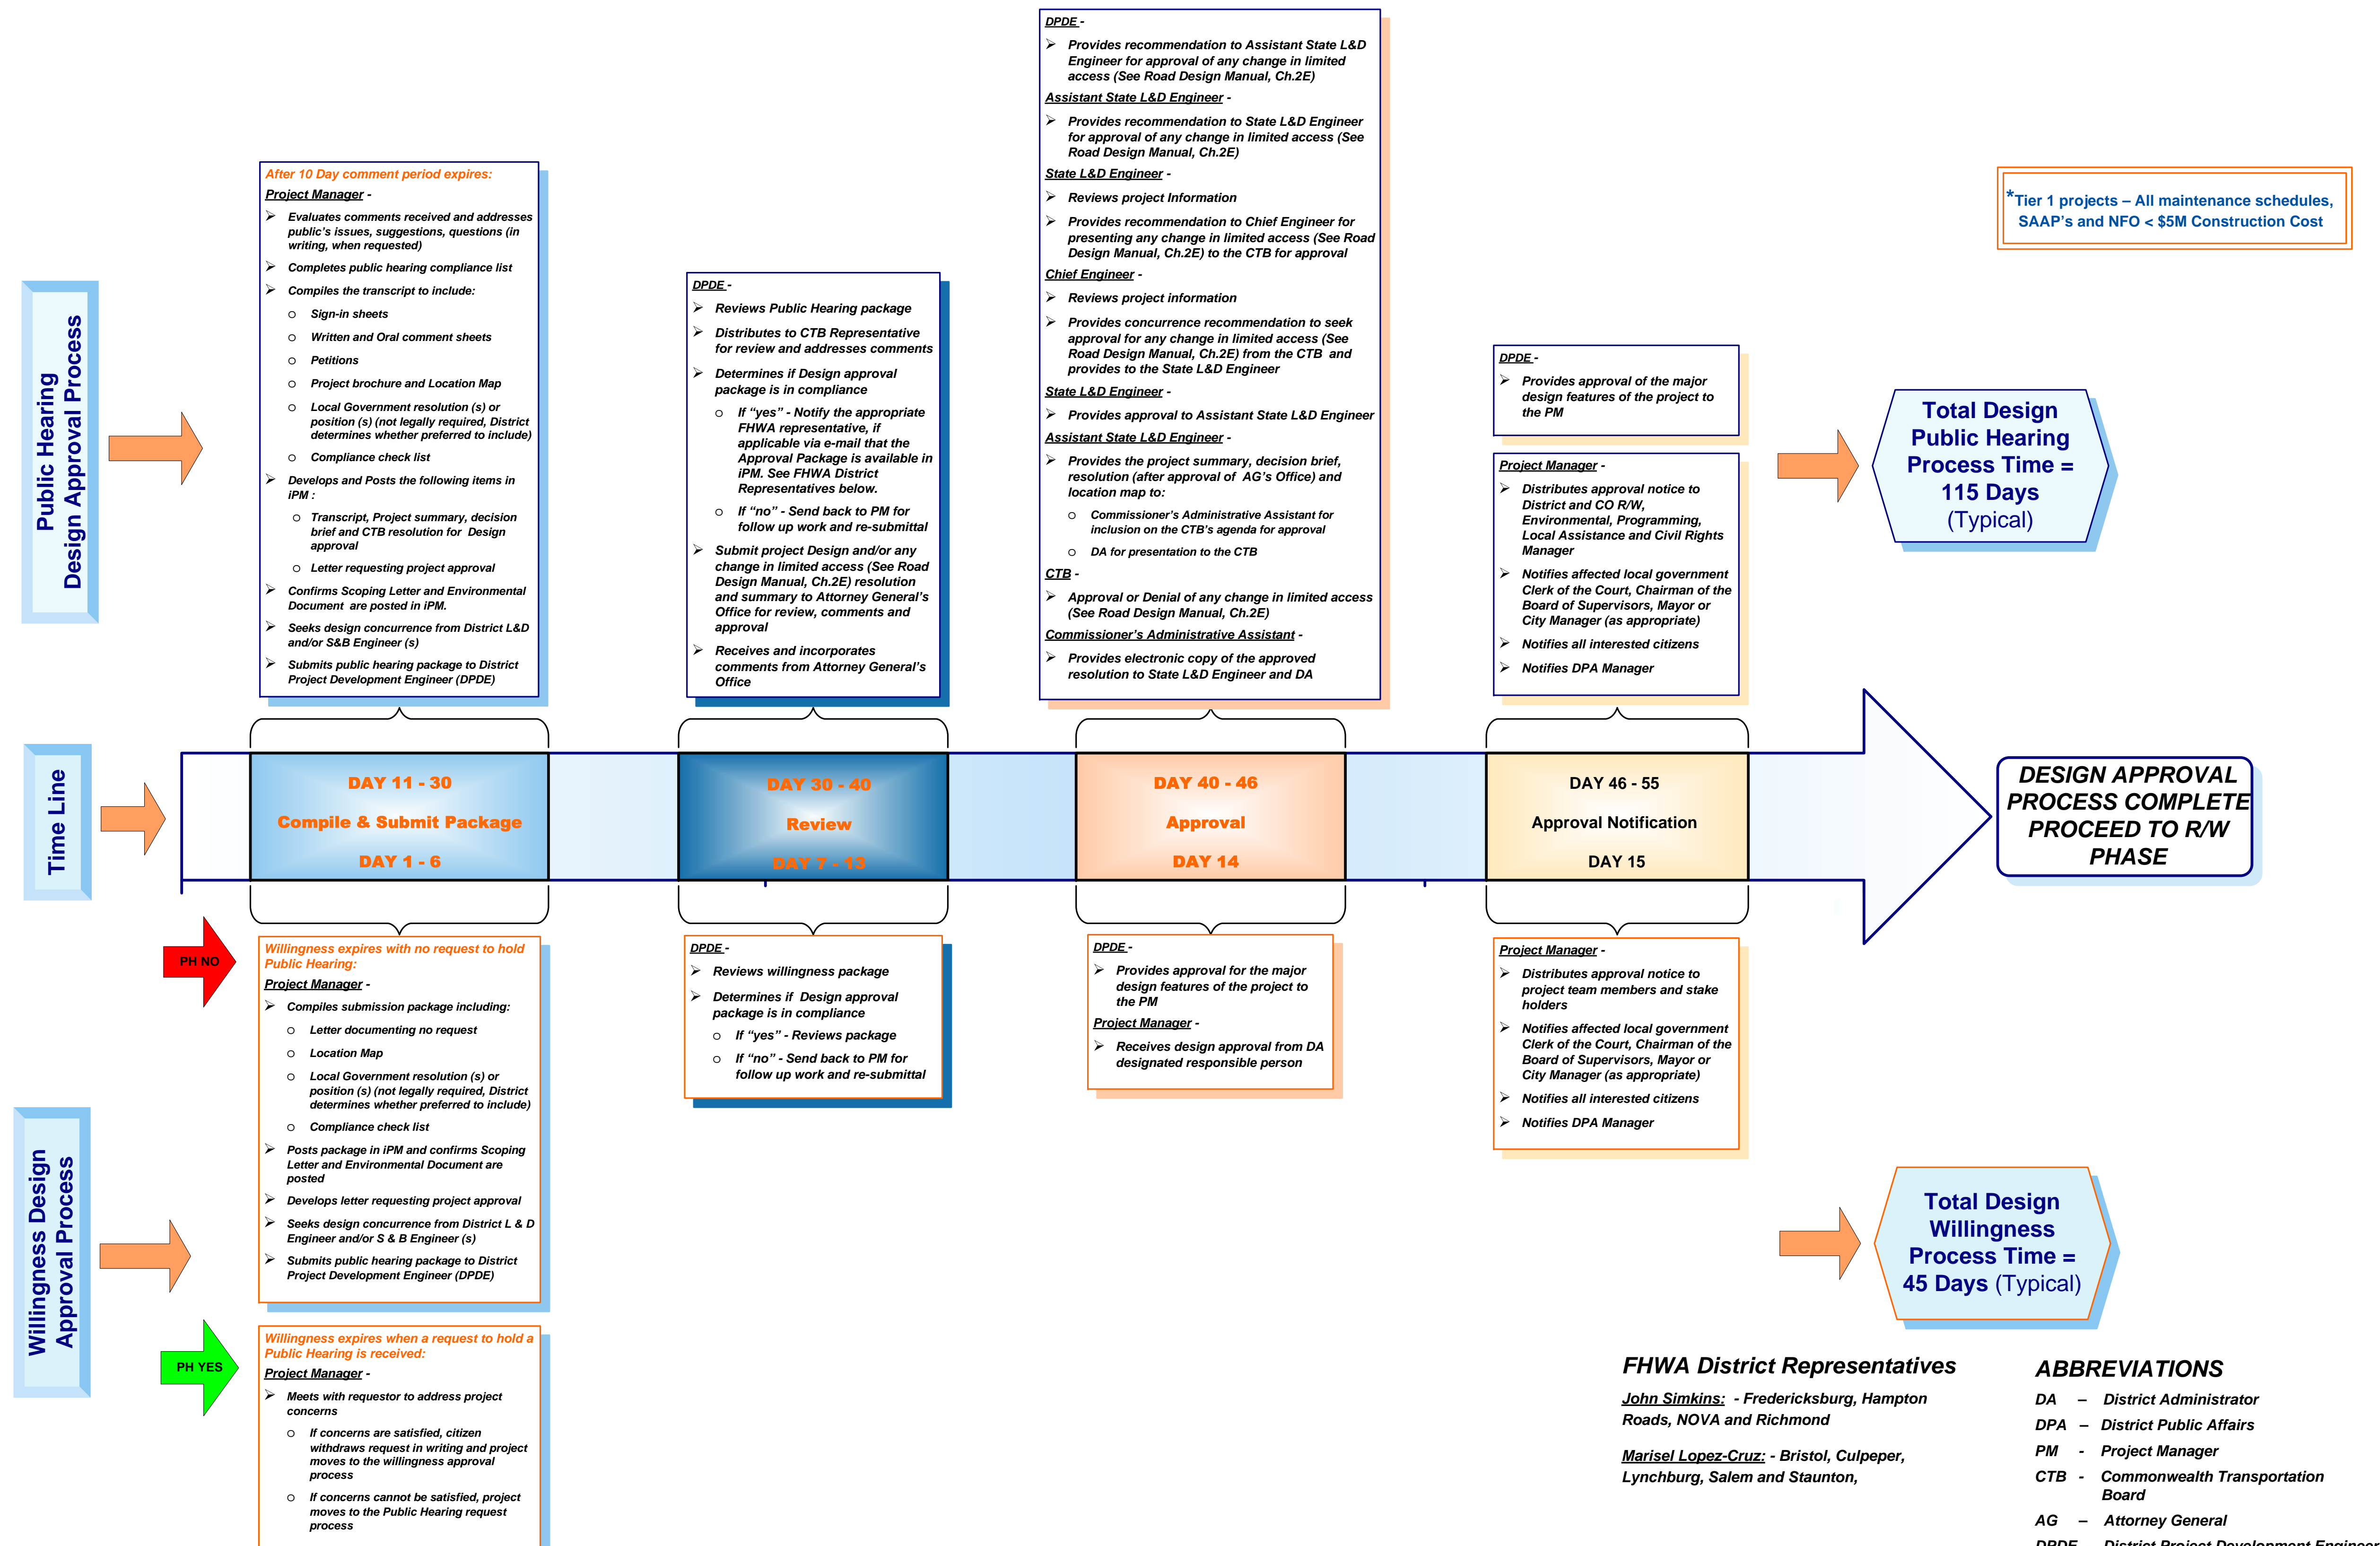 Public Hearing
Design Approval Process
After 10 Day comment period expires:
Project Manager -
➢ Evaluates comments received and addresses
public's issues, suggestions, questions (in
writing, when requested)
➢ Completes public hearing compliance list
➢ Compiles the transcript to include:
o Sign-in sheets
o Written and Oral comment sheets
o Petitions
o Project brochure and Location Map
o Local Government resolution (s) or
position (s) (not legally required, District
determines whether preferred to include)
o Compliance check list
➢ Develops and Posts the following items in
iPM :
o Transcript, Project summary, decision
brief and CTB resolution for Design
approval
o Letter requesting project approval
➢ Confirms Scoping Letter and Environmental
Document are posted in iPM.
➢ Seeks design concurrence from District L&D
and/or S&B Engineer (s)
➢ Submits public hearing package to District
Project Development Engineer (DPDE)
DPDE -
➢ Reviews Public Hearing package
➢ Distributes to CTB Representative
for review and addresses comments
➢ Determines if Design approval
package is in compliance
o If “yes” - Notify the appropriate
FHWA representative, if
applicable via e-mail that the
Approval Package is available in
iPM. See FHWA District
Representatives below.
o If “no” - Send back to PM for
follow up work and re-submittal
➢ Submit project Design and/or any
change in limited access (See Road
Design Manual, Ch.2E) resolution
and summary to Attorney General's
Office for review, comments and
approval
➢ Receives and incorporates
comments from Attorney General's
Office
DPDE -
➢ Provides recommendation to Assistant State L&D
Engineer for approval of any change in limited
access (See Road Design Manual, Ch.2E)
Assistant State L&D Engineer -
➢ Provides recommendation to State L&D Engineer
for approval of any change in limited access (See
Road Design Manual, Ch.2E)
State L&D Engineer -
➢ Reviews project Information
➢ Provides recommendation to Chief Engineer for
presenting any change in limited access (See Road
Design Manual, Ch.2E) to the CTB for approval
Chief Engineer -
➢ Reviews project information
➢ Provides concurrence recommendation to seek
approval for any change in limited access (See
Road Design Manual, Ch.2E) from the CTB and
provides to the State L&D Engineer
State L&D Engineer -
➢ Provides approval to Assistant State L&D Engineer
Assistant State L&D Engineer -
➢ Provides the project summary, decision brief,
resolution (after approval of AG's Office) and
location map to:
o Commissioner's Administrative Assistant for
inclusion on the CTB's agenda for approval
o DA for presentation to the CTB
CTB -
➢ Approval or Denial of any change in limited access
(See Road Design Manual, Ch.2E)
Commissioner's Administrative Assistant -
➢ Provides electronic copy of the approved
resolution to State L&D Engineer and DA
DPDE -
➢ Provides approval of the major
design features of the project to
the PM
Project Manager -
➢ Distributes approval notice to
District and CO R/W,
Environmental, Programming,
Local Assistance and Civil Rights
Manager
➢ Notifies affected local government
Clerk of the Court, Chairman of the
Board of Supervisors, Mayor or
City Manager (as appropriate)
➢ Notifies all interested citizens
➢ Notifies DPA Manager
*Tier 1 projects – All maintenance schedules,
SAAP's and NFO < $5M Construction Cost
Total Design
Public Hearing
Process Time =
115 Days
(Typical)
Time Line
DAY 11 - 30
Compile & Submit Package
DAY 1 - 6
DAY 30 - 40
Review
DAY 7 - 13
DAY 40 - 46
Approval
DAY 14
DAY 46 - 55
Approval Notification
DAY 15
DESIGN APPROVAL
PROCESS COMPLETE
PROCEED TO R/W
PHASE
Willingness Design
Approval Process
PH NO
Willingness expires with no request to hold
Public Hearing:
Project Manager -
➢ Compiles submission package including:
o Letter documenting no request
o Location Map
o Local Government resolution (s) or
position (s) (not legally required, District
determines whether preferred to include)
o Compliance check list
➢ Posts package in iPM and confirms Scoping
Letter and Environmental Document are
posted
➢ Develops letter requesting project approval
➢ Seeks design concurrence from District L & D
Engineer and/or S & B Engineer (s)
➢ Submits public hearing package to District
Project Development Engineer (DPDE)
PH YES
Willingness expires when a request to hold a
Public Hearing is received:
Project Manager -
➢ Meets with requestor to address project
concerns
o If concerns are satisfied, citizen
withdraws request in writing and project
moves to the willingness approval
process
o If concerns cannot be satisfied, project
moves to the Public Hearing request
process
DPDE -
➢ Reviews willingness package
➢ Determines if Design approval
package is in compliance
o If “yes” - Reviews package
o If “no” - Send back to PM for
follow up work and re-submittal
DPDE -
➢ Provides approval for the major
design features of the project to
the PM
Project Manager -
➢ Receives design approval from DA
designated responsible person
Project Manager -
➢ Distributes approval notice to
project team members and stake
holders
➢ Notifies affected local government
Clerk of the Court, Chairman of the
Board of Supervisors, Mayor or
City Manager (as appropriate)
➢ Notifies all interested citizens
➢ Notifies DPA Manager
Total Design
Willingness
Process Time =
45 Days (Typical)
FHWA District Representatives
John Simkins: - Fredericksburg, Hampton
Roads, NOVA and Richmond
Marisel Lopez-Cruz: - Bristol, Culpeper,
Lynchburg, Salem and Staunton,
ABBREVIATIONS
DA – District Administrator
DPA – District Public Affairs
PM - Project Manager
CTB - Commonwealth Transportation
Board
AG – Attorney General
DPDE – District Project Development Engineer